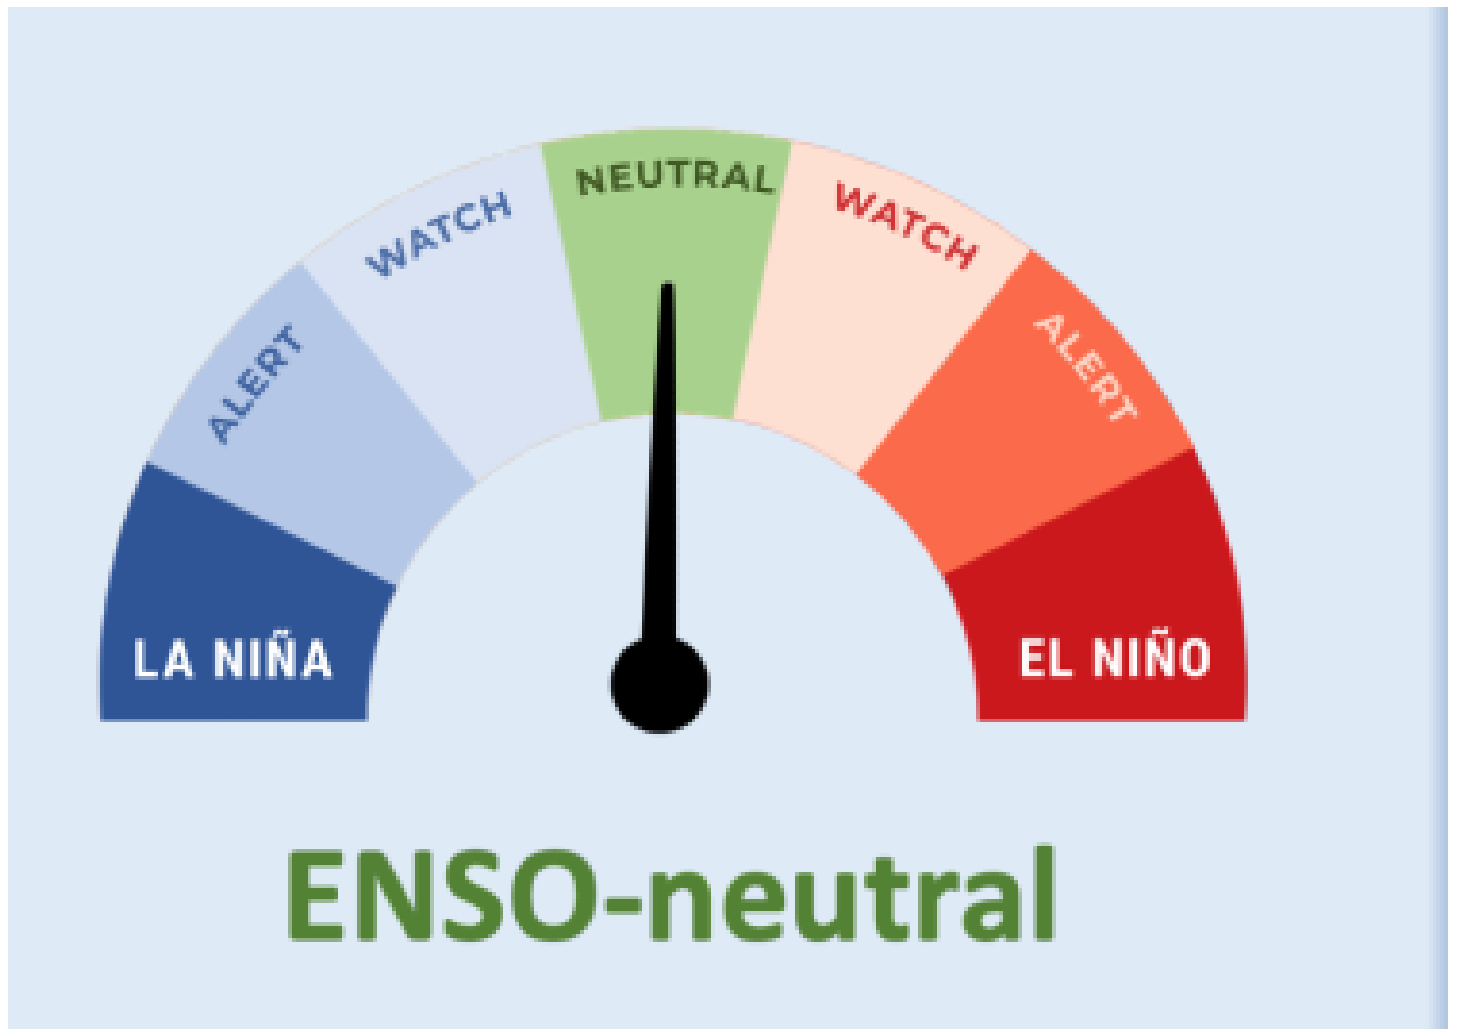 NEUTRAL
WATCH
WATCH
ALERT
ALERT
LA NIÑA
EL NIÑO
ENSO-neutral